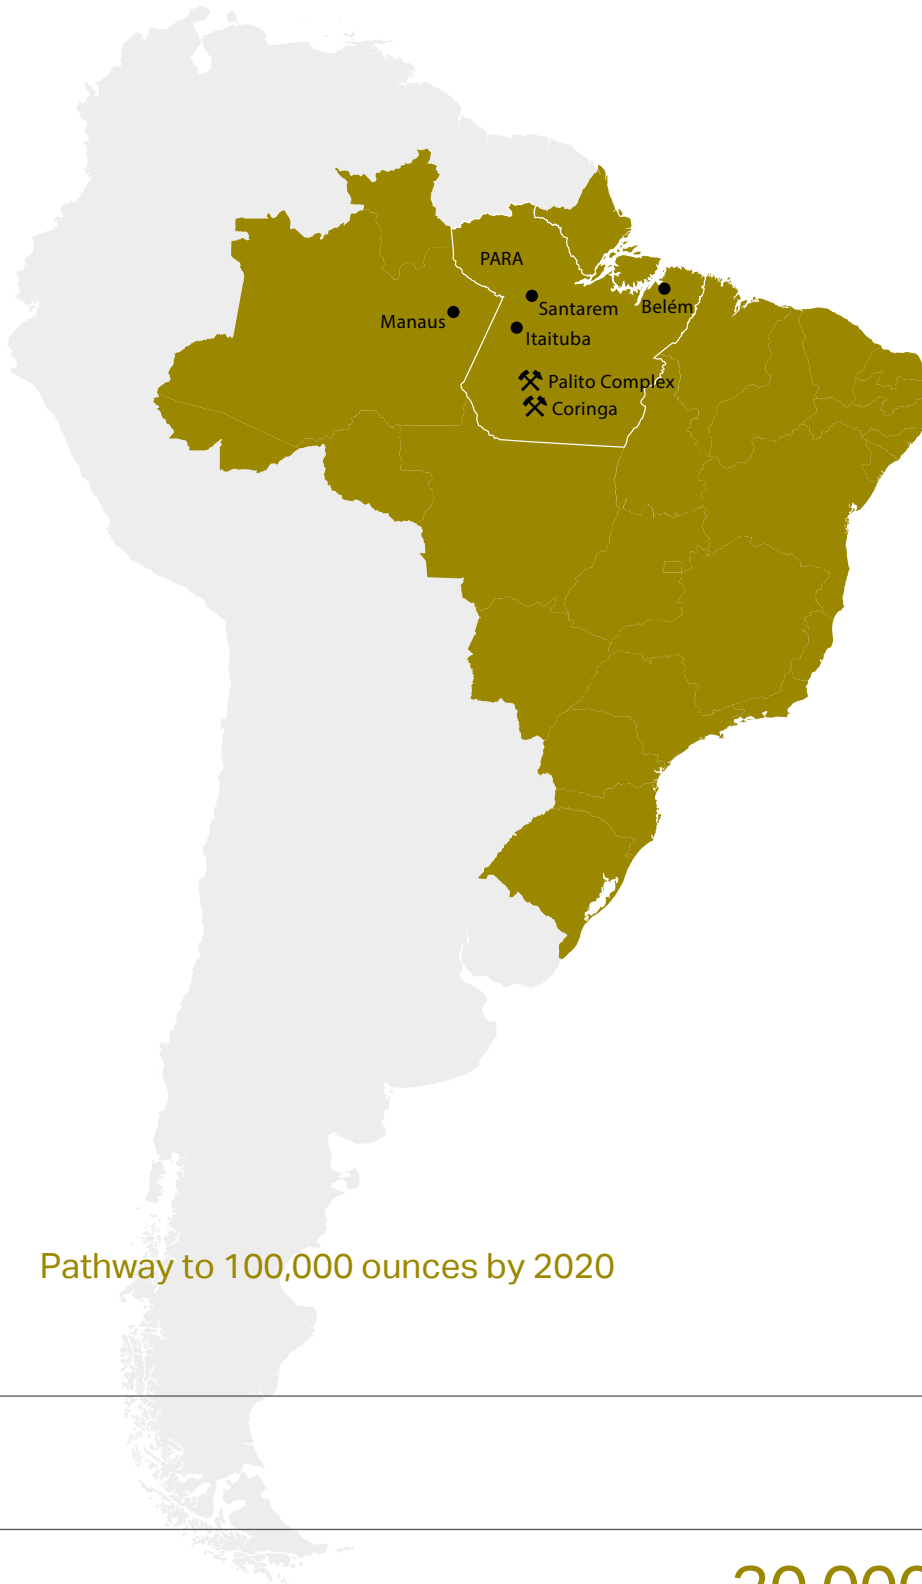 PARA
Santarem
Belém
Manaus
Itaituba
Palito Complex
Coringa
Pathway to 100,000 ounces by 2020